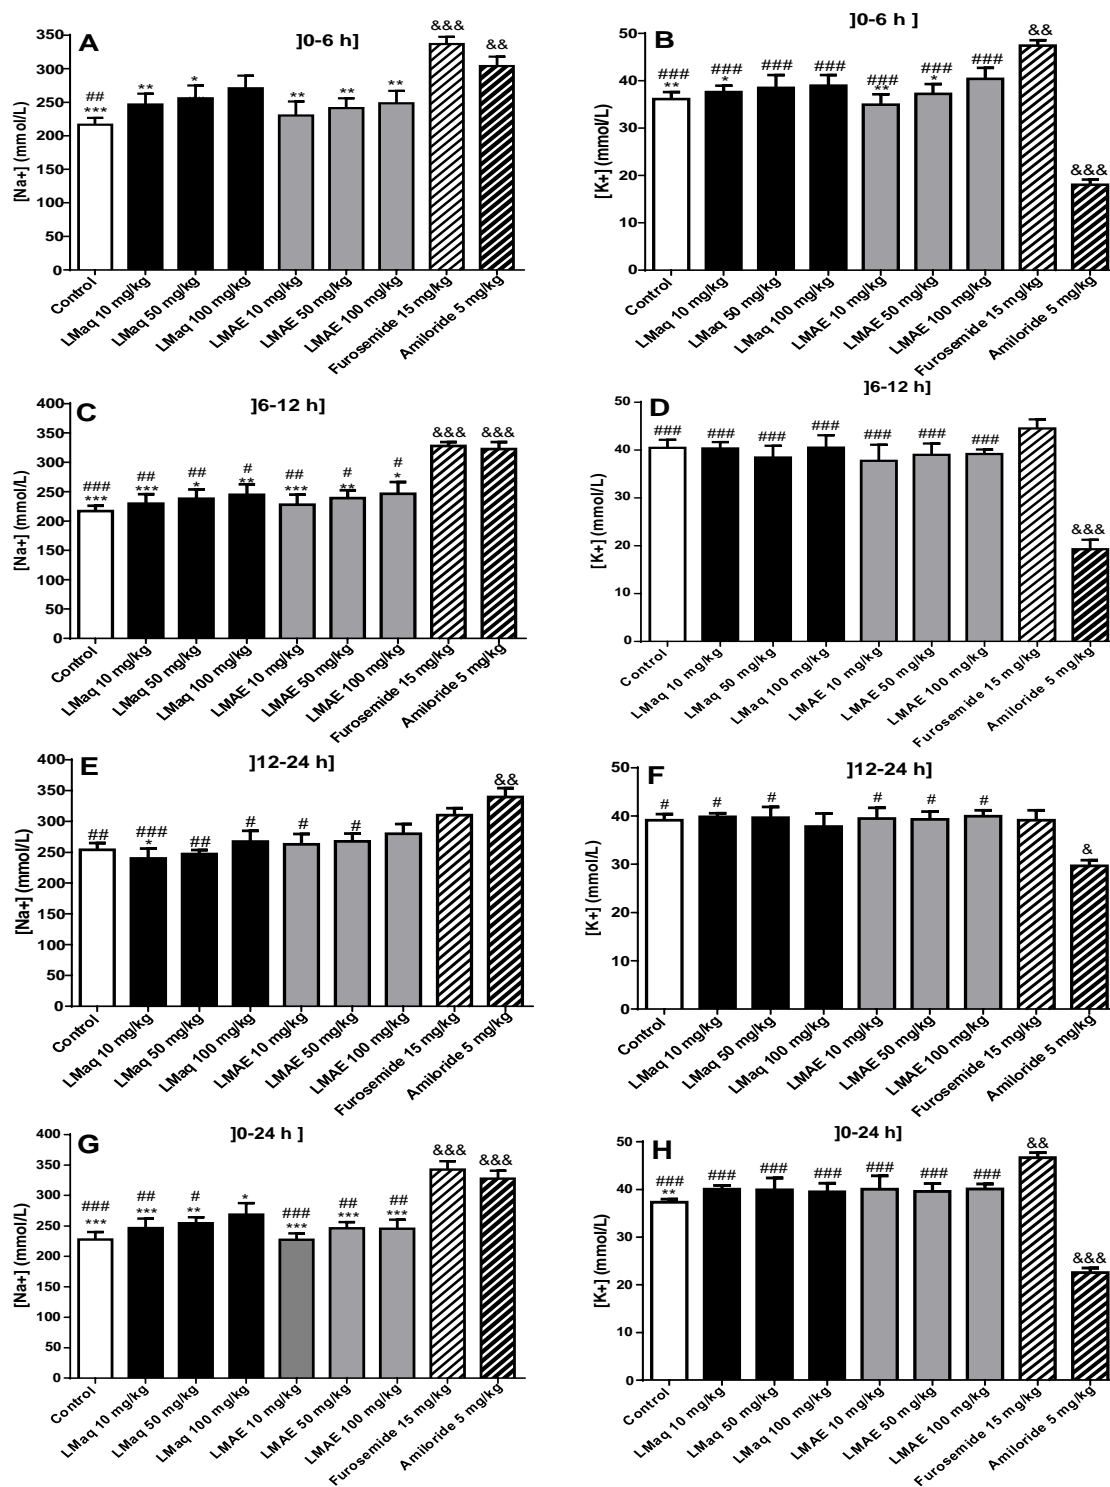 A
]0-6 h]
[Na+] (mmol/L)
350
300
250
200
150
100
50
0
##
***
**
*
**
**
**
&&&
&&
Control
LMaq 10 mg/kg
LMaq 50 mg/kg
LMaq 100 mg/kg
LMAE 10 mg/kg
LMAE 50 mg/kg
LMAE 100 mg/kg
Furosemide 15 mg/kg
Amiloride 5 mg/kg
B
]0-6 h ]
[K+] (mmol/L)
50
40
30
20
10
0
###
**
###
*
###
###
###
**
###
*
###
&&
&&&
Control
LMaq 10 mg/kg
LMaq 50 mg/kg
LMaq 100 mg/kg
LMAE 10 mg/kg
LMAE 50 mg/kg
LMAE 100 mg/kg
Furosemide 15 mg/kg
Amiloride 5 mg/kg
C
]6-12 h]
[Na+] (mmol/L)
400
350
300
250
200
150
100
50
0
###
***
##
***
##
*
#
**
##
***
#
**
#
*
&&&
&&&
Control
LMaq 10 mg/kg
LMaq 50 mg/kg
LMaq 100 mg/kg
LMAE 10 mg/kg
LMAE 50 mg/kg
LMAE 100 mg/kg
Furosemide 15 mg/kg
Amiloride 5 mg/kg
D
]6-12 h]
[K+] (mmol/L)
50
40
30
20
10
0
###
###
###
###
###
###
###
&&&
Control
LMaq 10 mg/kg
LMaq 50 mg/kg
LMaq 100 mg/kg
LMAE 10 mg/kg
LMAE 50 mg/kg
LMAE 100 mg/kg
Furosemide 15 mg/kg
Amiloride 5 mg/kg
E
]12-24 h]
[Na+] (mmol/L)
400
350
300
250
200
150
100
50
0
##
###
*
##
#
#
#
&&
Control
LMaq 10 mg/kg
LMaq 50 mg/kg
LMaq 100 mg/kg
LMAE 10 mg/kg
LMAE 50 mg/kg
LMAE 100 mg/kg
Furosemide 15 mg/kg
Amiloride 5 mg/kg
F
]12-24 h]
[K+] (mmol/L)
50
40
30
20
10
0
#
#
#
#
#
#
&
Control
LMaq 10 mg/kg
LMaq 50 mg/kg
LMaq 100 mg/kg
LMAE 10 mg/kg
LMAE 50 mg/kg
LMAE 100 mg/kg
Furosemide 15 mg/kg
Amiloride 5 mg/kg
G
]0-24 h ]
[Na+] (mmol/L)
400
350
300
250
200
150
100
50
0
###
***
##
***
#
**
*
###
***
##
***
##
***
&&&
&&&
Control
LMaq 10 mg/kg
LMaq 50 mg/kg
LMaq 100 mg/kg
LMAE 10 mg/kg
LMAE 50 mg/kg
LMAE 100 mg/kg
Furosemide 15 mg/kg
Amiloride 5 mg/kg
H
]0-24 h]
[K+] (mmol/L)
50
40
30
20
10
0
###
**
###
###
###
###
###
###
&&
&&&
Control
LMaq 10 mg/kg
LMaq 50 mg/kg
LMaq 100 mg/kg
LMAE 10 mg/kg
LMAE 50 mg/kg
LMAE 100 mg/kg
Furosemide 15 mg/kg
Amiloride 5 mg/kg